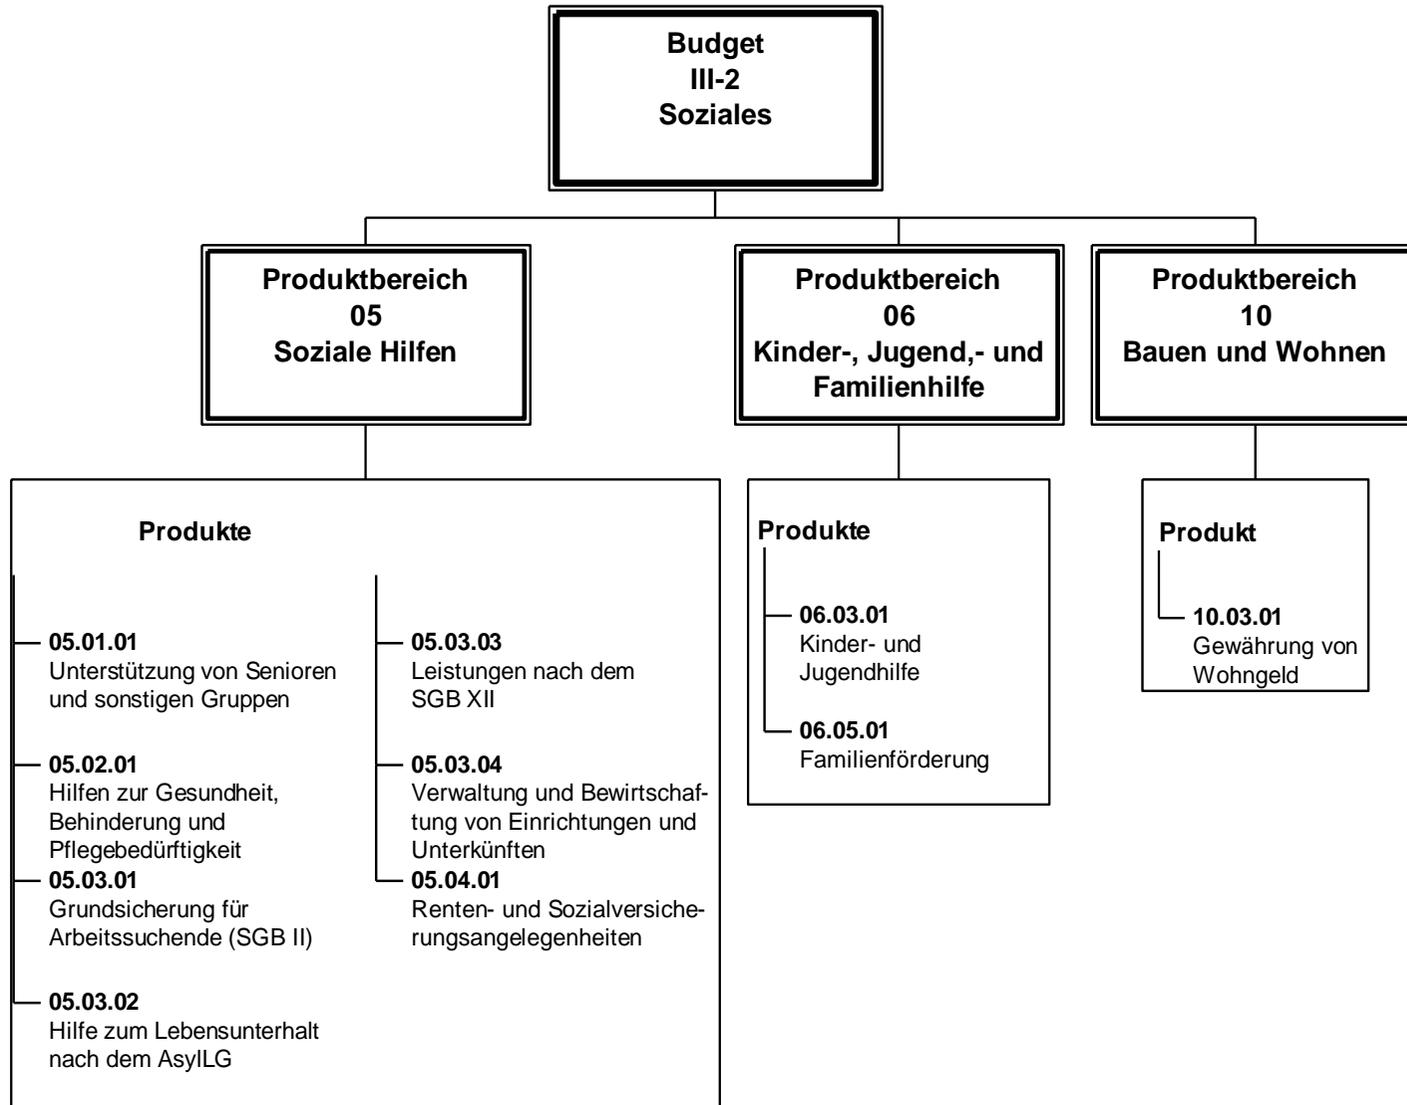 Budget
III-2
Soziales
Produktbereich
05
Soziale Hilfen
Produktbereich
06
Kinder-, Jugend,- und
Familienhilfe
Produktbereich
10
Bauen und Wohnen
Produkte
05.01.01
Unterstützung von Senioren
und sonstigen Gruppen
05.02.01
Hilfen zur Gesundheit,
Behinderung und
Pflegebedürftigkeit
05.03.01
Grundsicherung für
Arbeitssuchende (SGB II)
05.03.02
Hilfe zum Lebensunterhalt
nach dem AsylLG
05.03.03
Leistungen nach dem
SGB XII
05.03.04
Verwaltung und Bewirtschaf-
tung von Einrichtungen und
Unterkünften
05.04.01
Renten- und Sozialversiche-
rungsangelegenheiten
Produkte
06.03.01
Kinder- und
Jugendhilfe
06.05.01
Familienförderung
Produkt
10.03.01
Gewährung von
Wohngeld